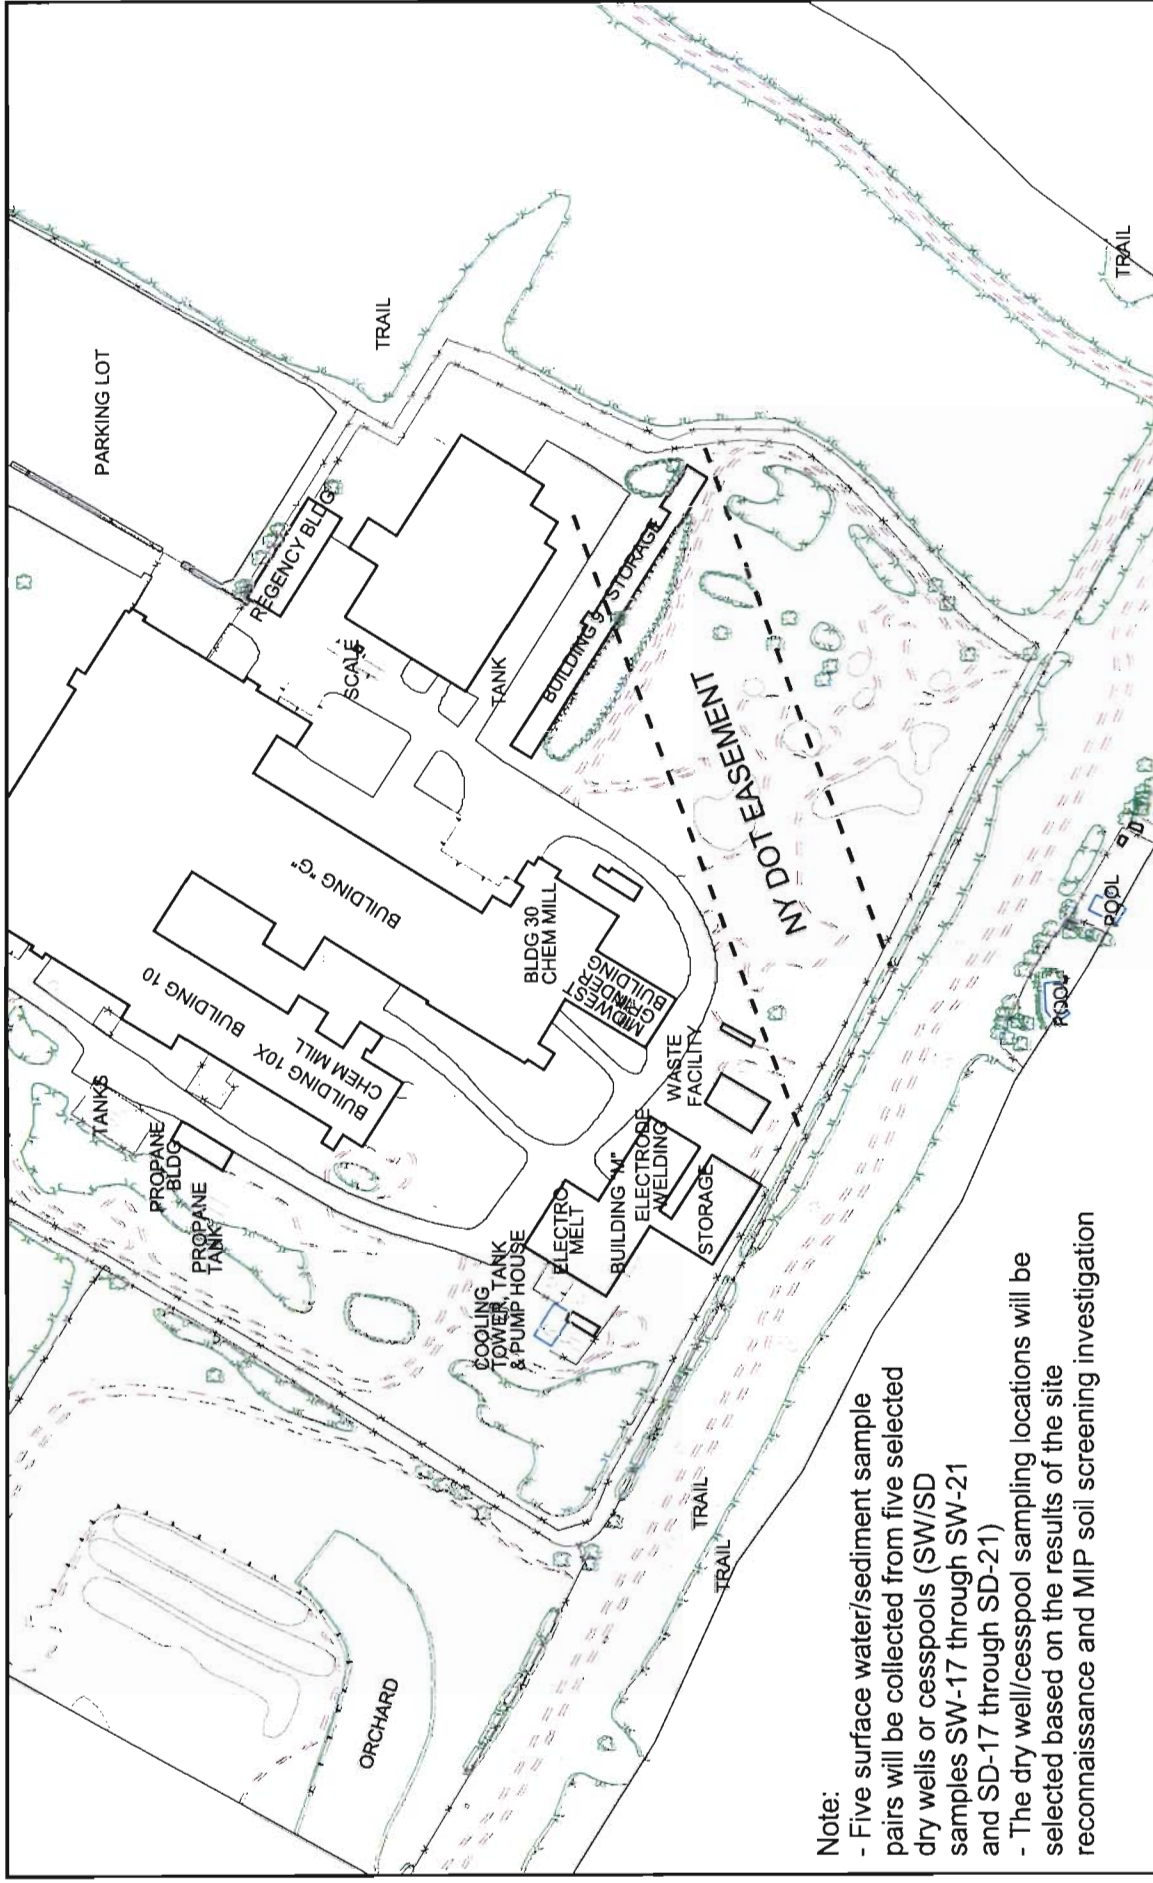 PARKING LOT
TRAIL
REGENCY BLDG
SCALE
TANK
BUILDING 97 STORAGE
BUILDING "G"
BUILDING 10
BUILDING 10X
CHEM MILL
BLDG 30
CHEM MILL
MIDWEST
GRINDER
BUILDING
TANKS
PROPANE
BLDG
PROPANE
TANK
NY DOT EASEMENT
WASTE
FACILITY
ELECTRO
MELT
BUILDING "M"
ELECTRODE
WELDING
STORAGE
COOLING
TOWER, TANK
& PUMP HOUSE
TRAIL
POOL
POOL
TRAIL
TRAIL
ORCHARD
Note:
- Five surface water/sediment sample
pairs will be collected from five selected
dry wells or cesspools (SW/SD
samples SW-17 through SW-21
and SD-17 through SD-21)
- The dry well/cesspool sampling locations will be
selected based on the results of the site
reconnaissance and MIP soil screening investigation